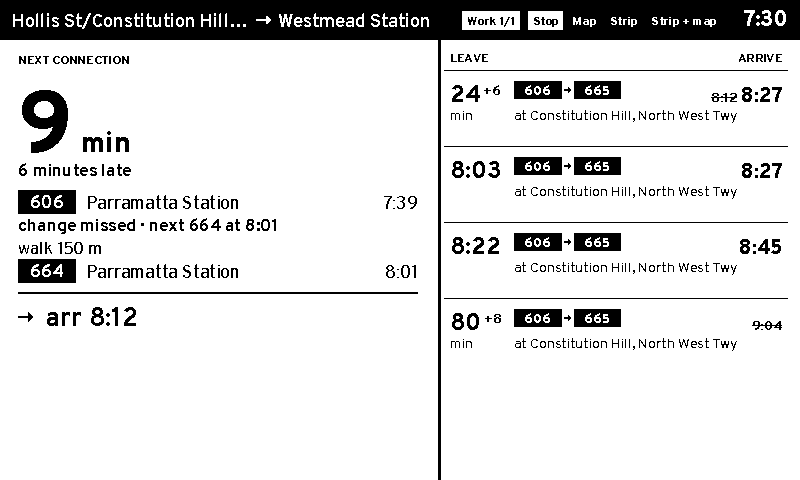 Hollis St/Constitution Hill... → Westmead Station Work 1/1 Stop Map Strip Strip + map 7:30
NEXT CONNECTION
9 min
6 minutes late
606 Parramatta Station 7:39
change missed · next 664 at 8:01
walk 150 m
664 Parramatta Station 8:01
→ arr 8:12
LEAVE ARRIVE
24 +6 min 606 → 665 8:12 8:27
at Constitution Hill, North West Twy
8:03 606 → 665 8:27
at Constitution Hill, North West Twy
8:22 606 → 665 8:45
at Constitution Hill, North West Twy
80 +8 min 606 → 665 9:04
at Constitution Hill, North West Twy